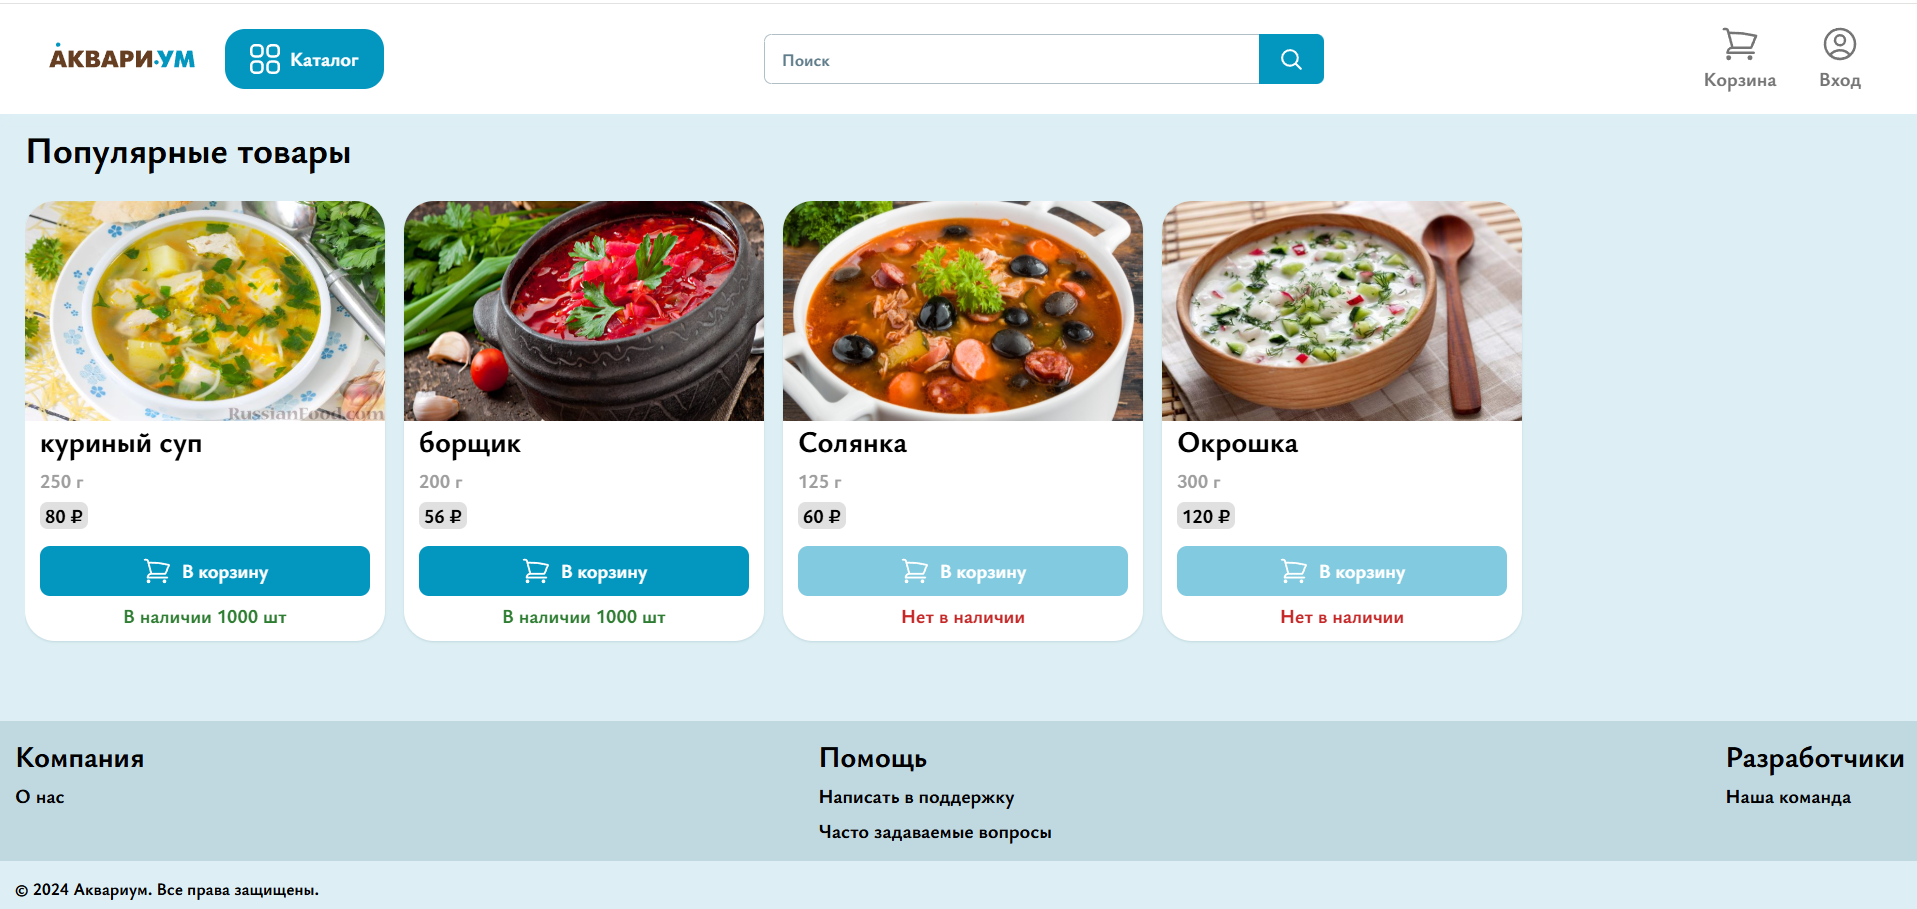 АКВАРИ·УМ
Каталог
Поиск
Корзина
Вход
Популярные товары
RussianFood.com
куриный суп
250 г
80 ₽
В корзину
В наличии 1000 шт
борщик
200 г
56 ₽
В корзину
В наличии 1000 шт
Солянка
125 г
60 ₽
В корзину
Нет в наличии
Окрошка
300 г
120 ₽
В корзину
Нет в наличии
Компания
О нас
Помощь
Написать в поддержку
Часто задаваемые вопросы
Разработчики
Наша команда
© 2024 Аквариум. Все права защищены.